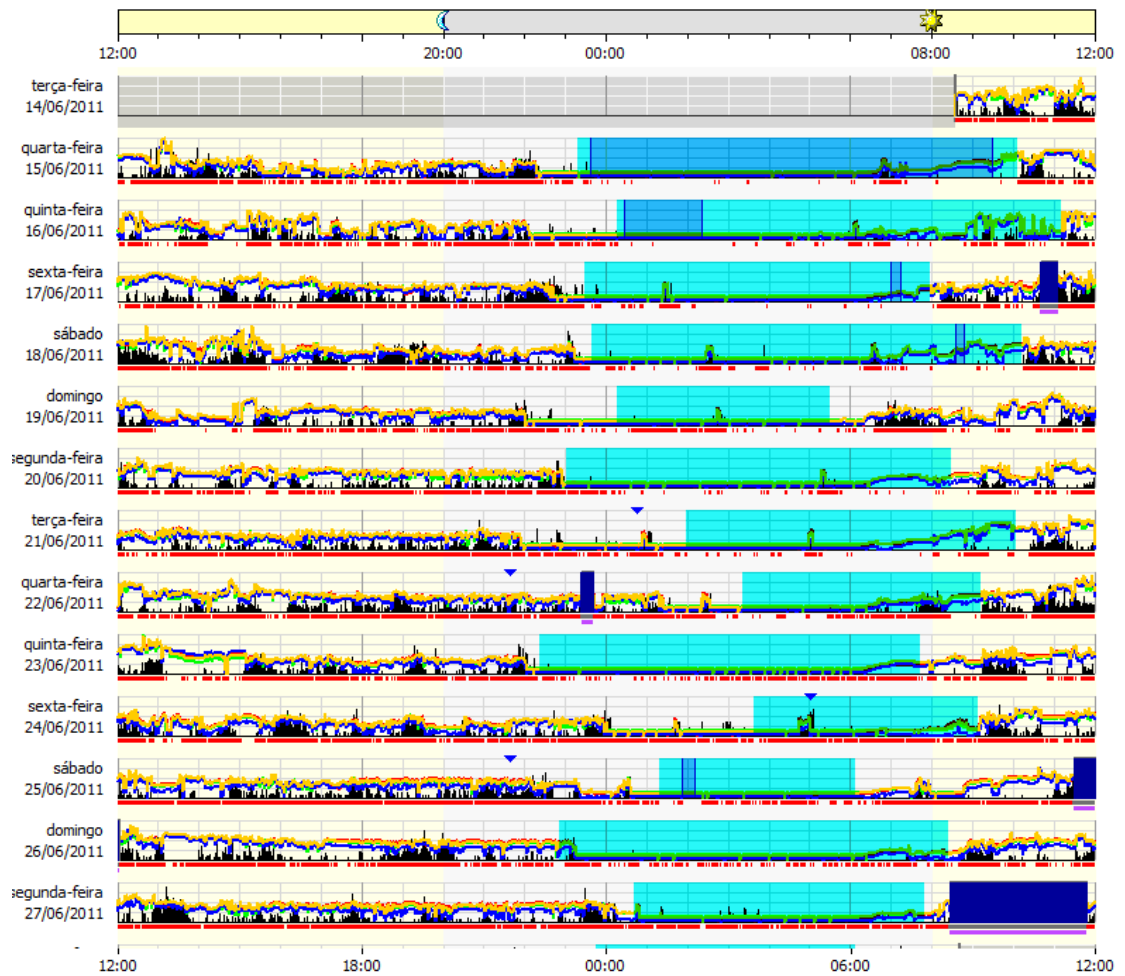 12:00 20:00 00:00 08:00 12:00
terça-feira
14/06/2011
quarta-feira
15/06/2011
quinta-feira
16/06/2011
sexta-feira
17/06/2011
sábado
18/06/2011
domingo
19/06/2011
segunda-feira
20/06/2011
terça-feira
21/06/2011
quarta-feira
22/06/2011
quinta-feira
23/06/2011
sexta-feira
24/06/2011
sábado
25/06/2011
domingo
26/06/2011
segunda-feira
27/06/2011
-
12:00 18:00 00:00 06:00 12:00